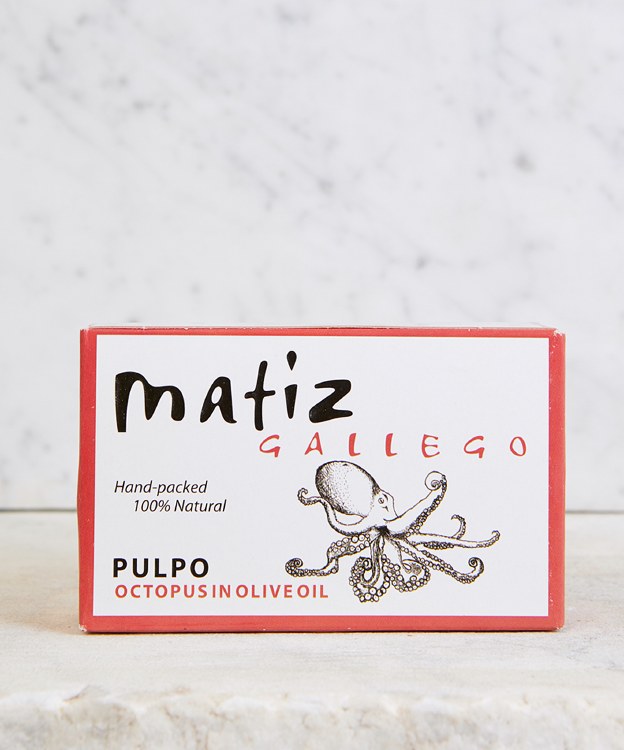 matiz
GALLEGO
Hand-packed
100% Natural
PULPO
OCTOPUS IN OLIVE OIL